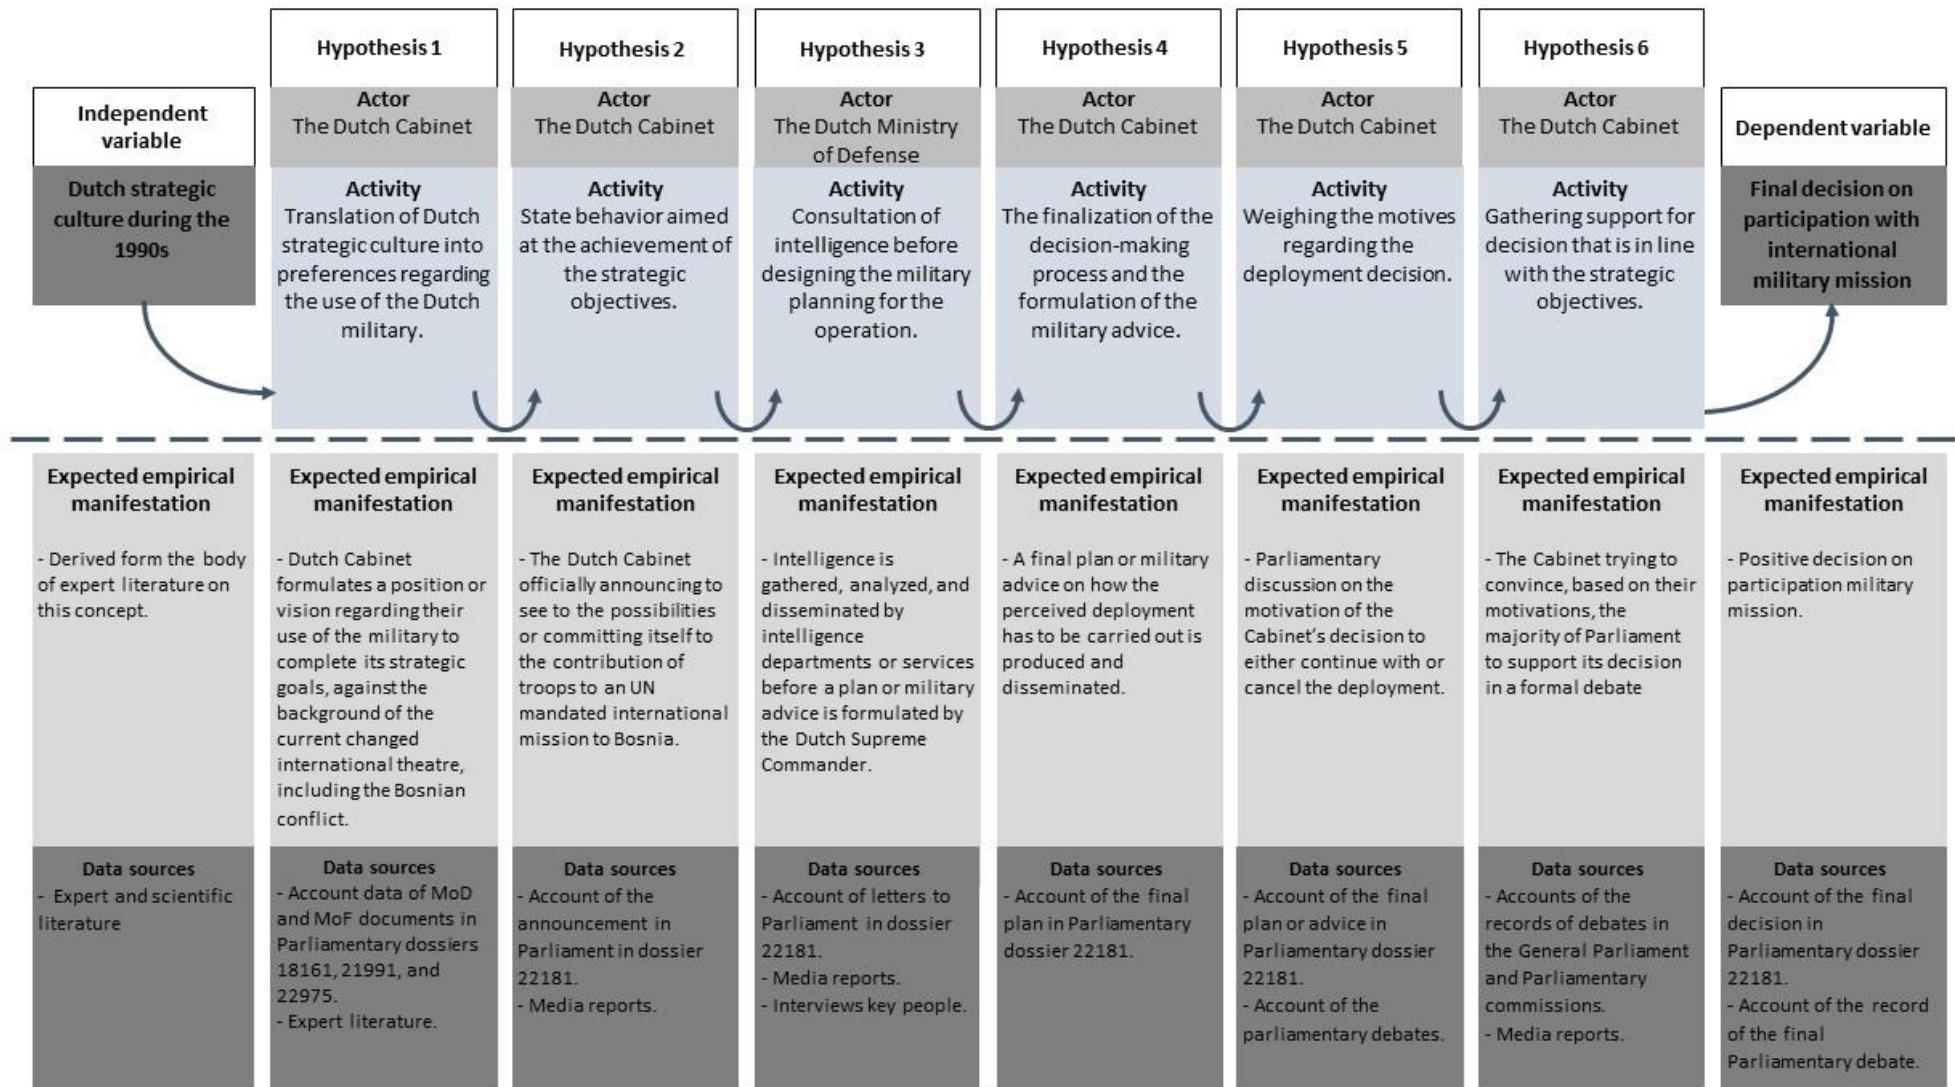 Independent
variable
Dutch strategic
culture during the
1990s
Expected empirical
manifestation
- Derived form the body
of expert literature on
this concept.
Data sources
- Expert and scientific
literature
Hypothesis 1
Actor
The Dutch Cabinet
Activity
Translation of Dutch
strategic culture into
preferences regarding
the use of the Dutch
military.
Expected empirical
manifestation
- Dutch Cabinet
formulates a position or
vision regarding their
use of the military to
complete its strategic
goals, against the
background of the
current changed
international theatre,
including the Bosnian
conflict.
Data sources
- Account data of MoD
and MoF documents in
Parliamentary dossiers
18161, 21991, and
22975.
- Expert literature.
Hypothesis 2
Actor
The Dutch Cabinet
Activity
State behavior aimed
at the achievement of
the strategic
objectives.
Expected empirical
manifestation
- The Dutch Cabinet
officially announcing to
see to the possibilities
or committing itself to
the contribution of
troops to an UN
mandated international
mission to Bosnia.
Data sources
- Account of the
announcement in
Parliament in dossier
22181.
- Media reports.
Hypothesis 3
Actor
The Dutch Ministry
of Defense
Activity
Consultation of
intelligence before
designing the military
planning for the
operation.
Expected empirical
manifestation
- Intelligence is
gathered, analyzed, and
disseminated by
intelligence
departments or services
before a plan or military
advice is formulated by
the Dutch Supreme
Commander.
Data sources
- Account of letters to
Parliament in dossier
22181.
- Media reports.
- Interviews key people.
Hypothesis 4
Actor
The Dutch Cabinet
Activity
The finalization of the
decision-making
process and the
formulation of the
military advice.
Expected empirical
manifestation
- A final plan or military
advice on how the
perceived deployment
has to be carried out is
produced and
disseminated.
Data sources
- Account of the final
plan in Parliamentary
dossier 22181.
Hypothesis 5
Actor
The Dutch Cabinet
Activity
Weighing the motives
regarding the
deployment decision.
Expected empirical
manifestation
- Parliamentary
discussion on the
motivation of the
Cabinet's decision to
either continue with or
cancel the deployment.
Data sources
- Account of the final
plan or advice in
Parliamentary dossier
22181.
- Account of the
parliamentary debates.
Hypothesis 6
Actor
The Dutch Cabinet
Activity
Gathering support for
decision that is in line
with the strategic
objectives.
Expected empirical
manifestation
- The Cabinet trying to
convince, based on their
motivations, the
majority of Parliament
to support its decision
in a formal debate
Data sources
- Accounts of the
records of debates in
the General Parliament
and Parliamentary
commissions.
- Media reports.
Dependent variable
Final decision on
participation with
international
military mission
Expected empirical
manifestation
- Positive decision on
participation military
mission.
Data sources
- Account of the final
decision in
Parliamentary dossier
22181.
- Account of the record
of the final
Parliamentary debate.